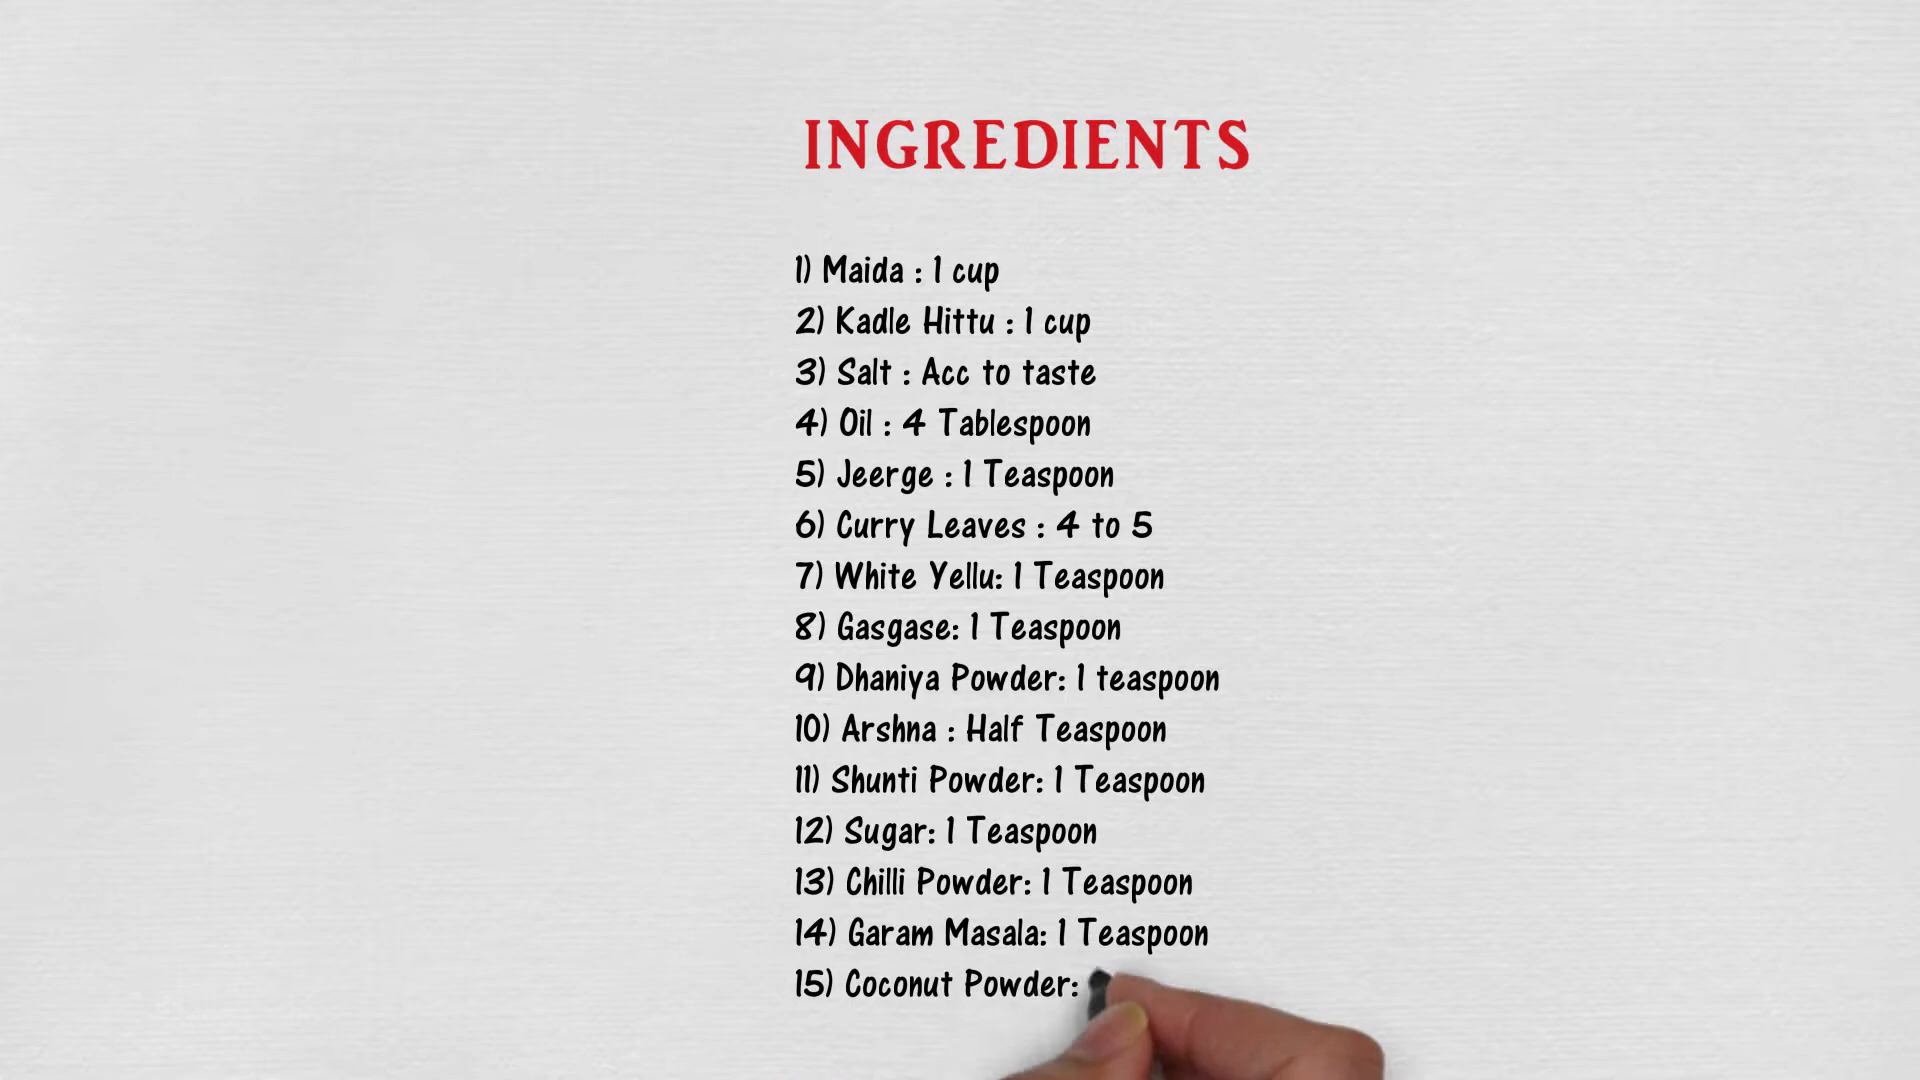 INGREDIENTS
1) Maida : 1 cup
2) Kadle Hittu : 1 cup
3) Salt : Acc to taste
4) Oil : 4 Tablespoon
5) Jeerge : 1 Teaspoon
6) Curry Leaves : 4 to 5
7) White Yellu: 1 Teaspoon
8) Gasgase: 1 Teaspoon
9) Dhaniya Powder: 1 teaspoon
10) Arshna : Half Teaspoon
11) Shunti Powder: 1 Teaspoon
12) Sugar: 1 Teaspoon
13) Chilli Powder: 1 Teaspoon
14) Garam Masala: 1 Teaspoon
15) Coconut Powder: